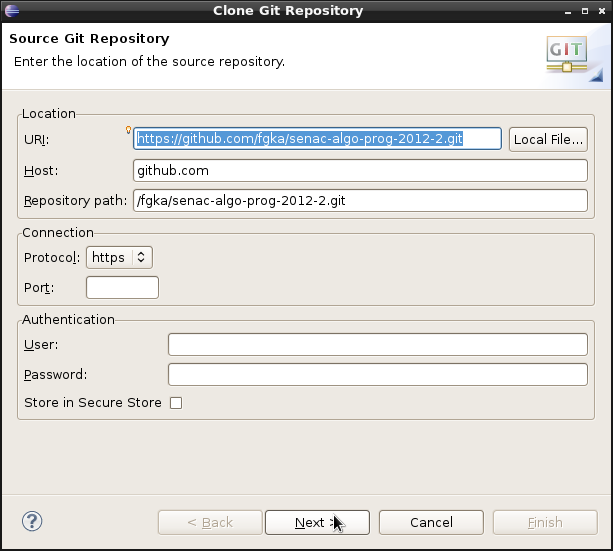 Clone Git Repository
Source Git Repository
Enter the location of the source repository.
GIT
Location
URI: https://github.com/fgka/senac-algo-prog-2012-2.git Local File...
Host: github.com
Repository path: /fgka/senac-algo-prog-2012-2.git
Connection
Protocol: https
Port:
Authentication
User:
Password:
Store in Secure Store
? < Back Next > Cancel Finish